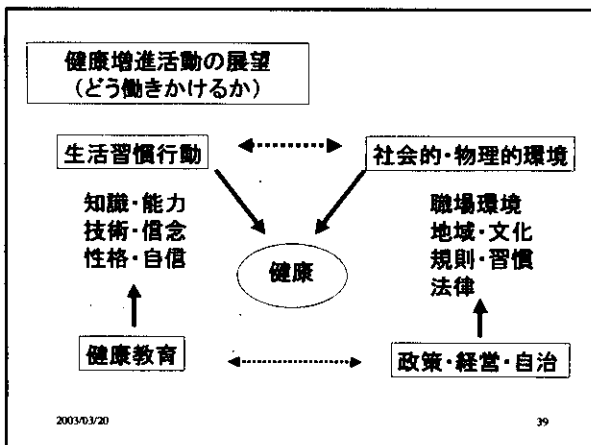 健康増進活動の展望
(どう働きかけるか)
生活習慣行動
社会的・物理的環境
知識・能力
技術・信念
性格・自信
健康
職場環境
地域・文化
規則・習慣
法律
健康教育
政策・経営・自治
2003/03/20
39